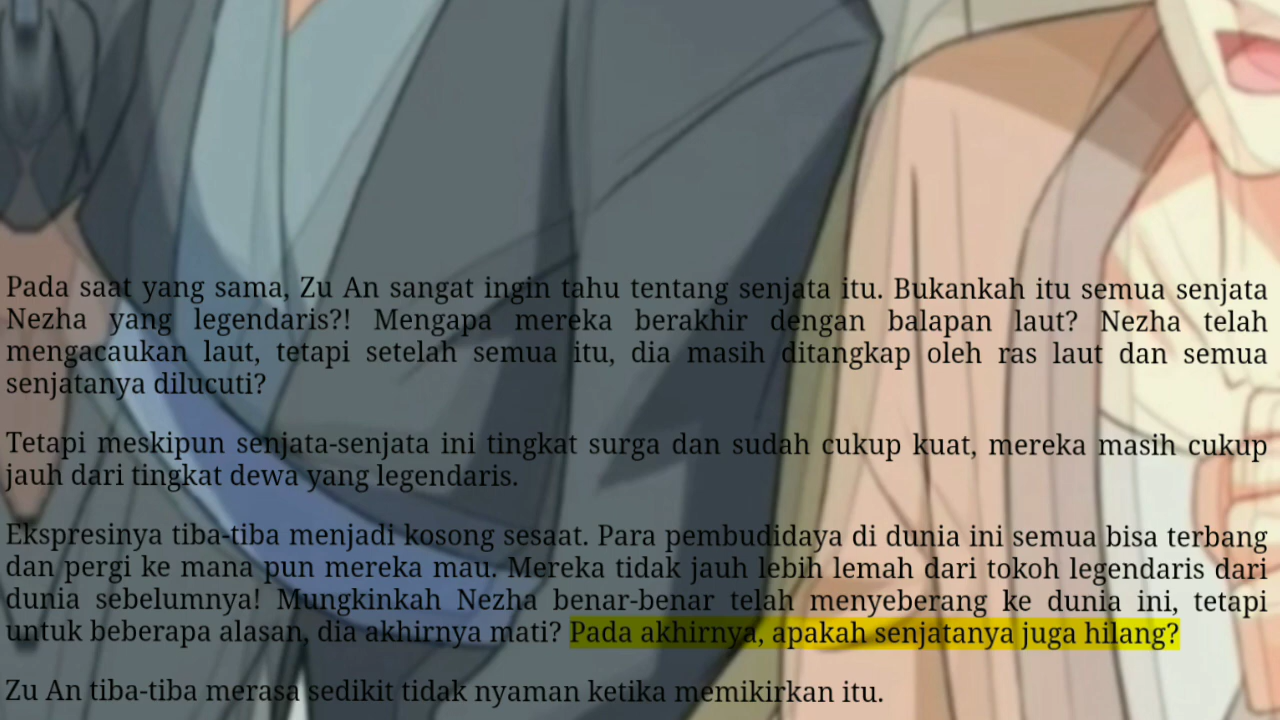 Pada saat yang sama, Zu An sangat ingin tahu tentang senjata itu. Bukankah itu semua senjata
Nezha yang legendaris?! Mengapa mereka berakhir dengan balapan laut? Nezha telah
mengacaukan laut, tetapi setelah semua itu, dia masih ditangkap oleh ras laut dan semua
senjatanya dilucuti?
Tetapi meskipun senjata-senjata ini tingkat surga dan sudah cukup kuat, mereka masih cukup
jauh dari tingkat dewa yang legendaris.
Ekspresinya tiba-tiba menjadi kosong sesaat. Para pembudidaya di dunia ini semua bisa terbang
dan pergi ke mana pun mereka mau. Mereka tidak jauh lebih lemah dari tokoh legendaris dari
dunia sebelumnya! Mungkinkah Nezha benar-benar telah menyeberang ke dunia ini, tetapi
untuk beberapa alasan, dia akhirnya mati? Pada akhirnya, apakah senjatanya juga hilang?
Zu An tiba-tiba merasa sedikit tidak nyaman ketika memikirkan itu.